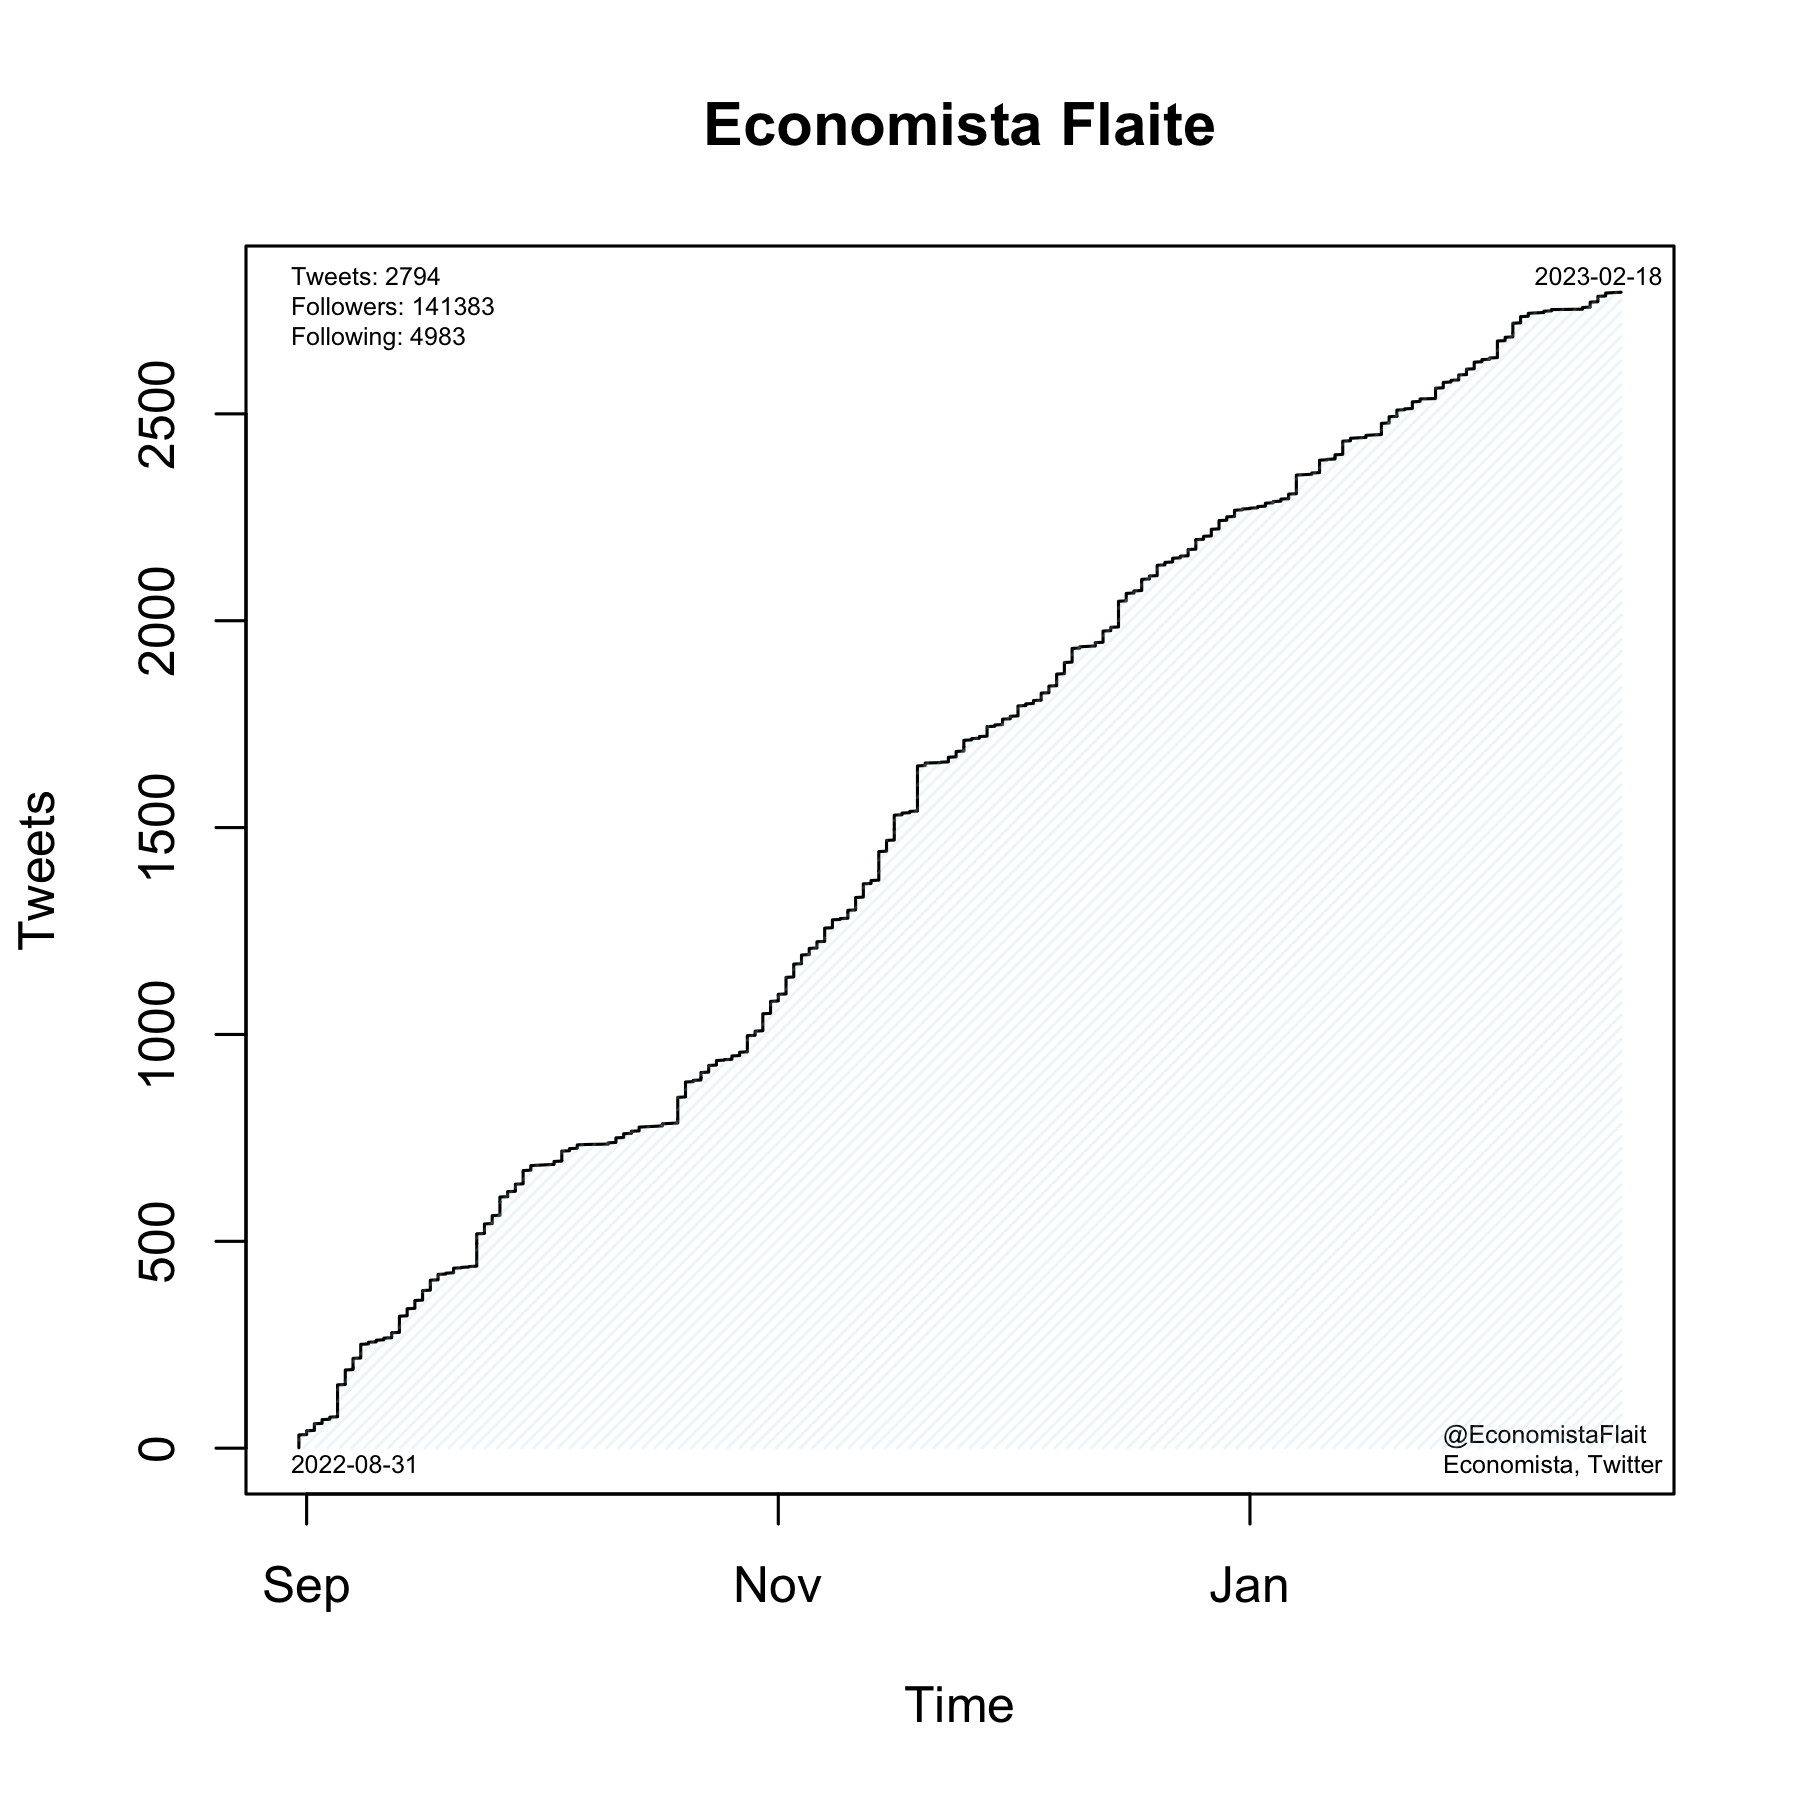 Economista Flaite
Tweets: 2794
Followers: 141383
Following: 4983
2023-02-18
2500
2000
1500
1000
500
0
Tweets
2022-08-31
@EconomistaFlait
Economista, Twitter
Sep
Nov
Jan
Time